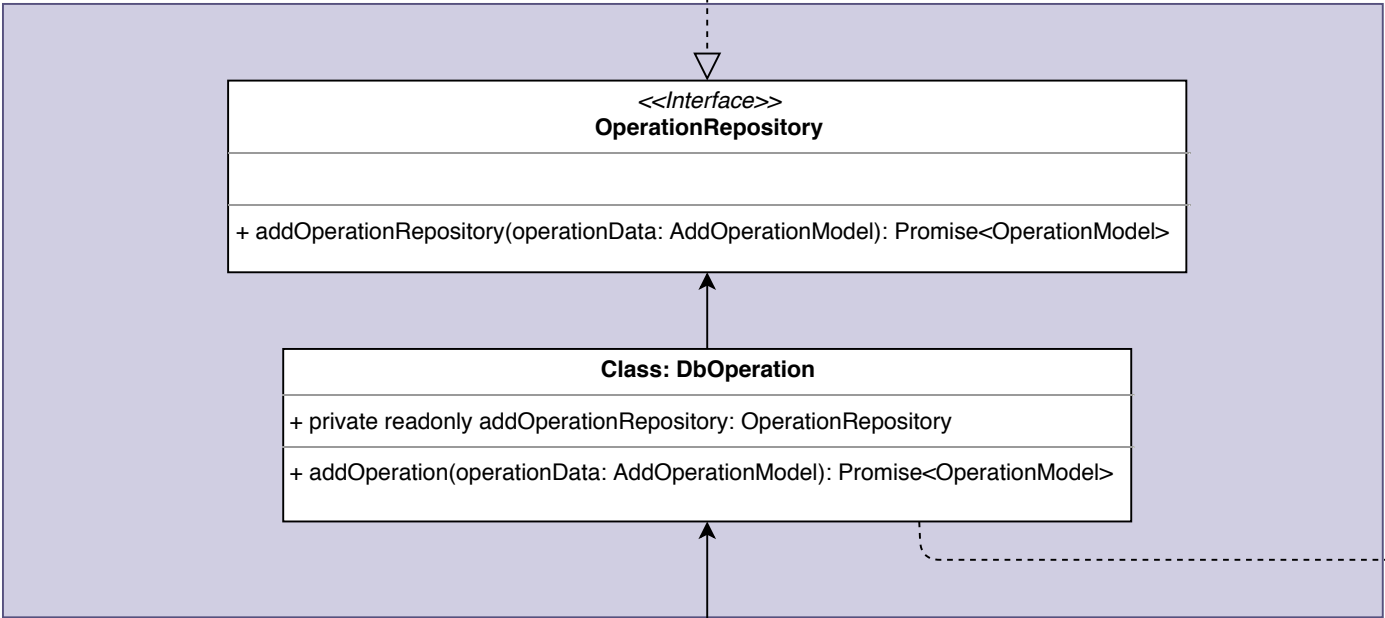 <<Interface>>
OperationRepository
+ addOperationRepository(operationData: AddOperationModel): Promise<OperationModel>
Class: DbOperation
+ private readonly addOperationRepository: OperationRepository
+ addOperation(operationData: AddOperationModel): Promise<OperationModel>